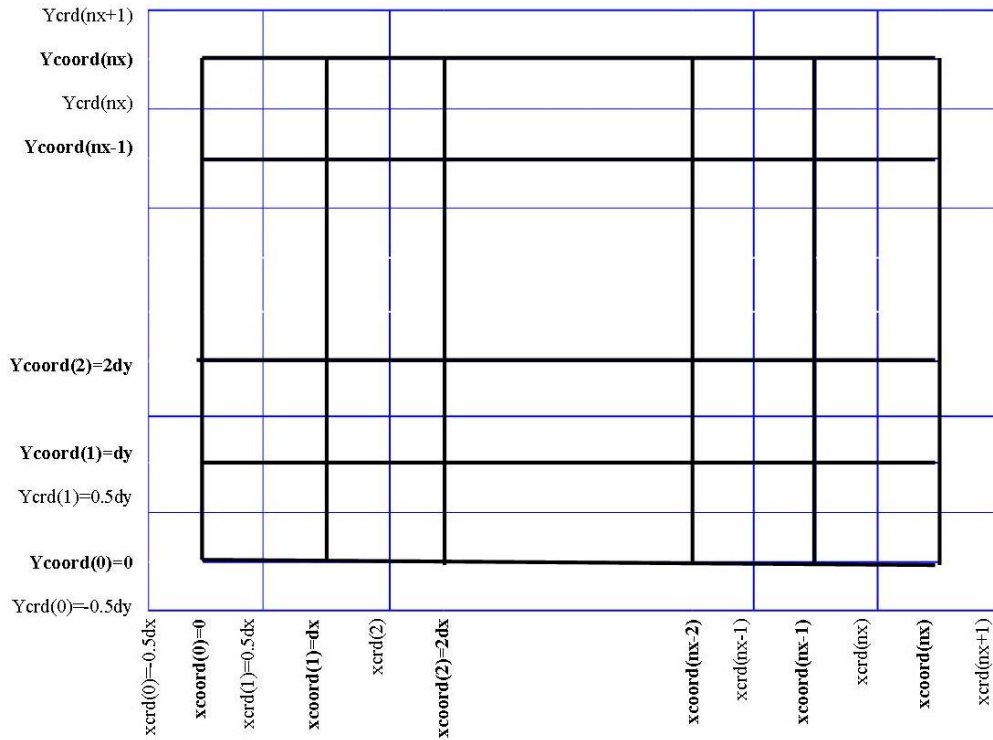 Ycrd(nx+1)
Ycoord(nx)
Ycrd(nx)
Ycoord(nx-1)
Ycoord(2)=2dy
Ycoord(1)=dy
Ycrd(1)=0.5dy
Ycoord(0)=0
Ycrd(0)=-0.5dy
xcrd(0)=-0.5dx
xcoord(0)=0
xcrd(1)=0.5dx
xcoord(1)=dx
xcrd(2)
xcoord(2)=2dx
xcoord(nx-2)
xcrd(nx-1)
xcoord(nx-1)
xcrd(nx)
xcoord(nx)
xcrd(nx+1)